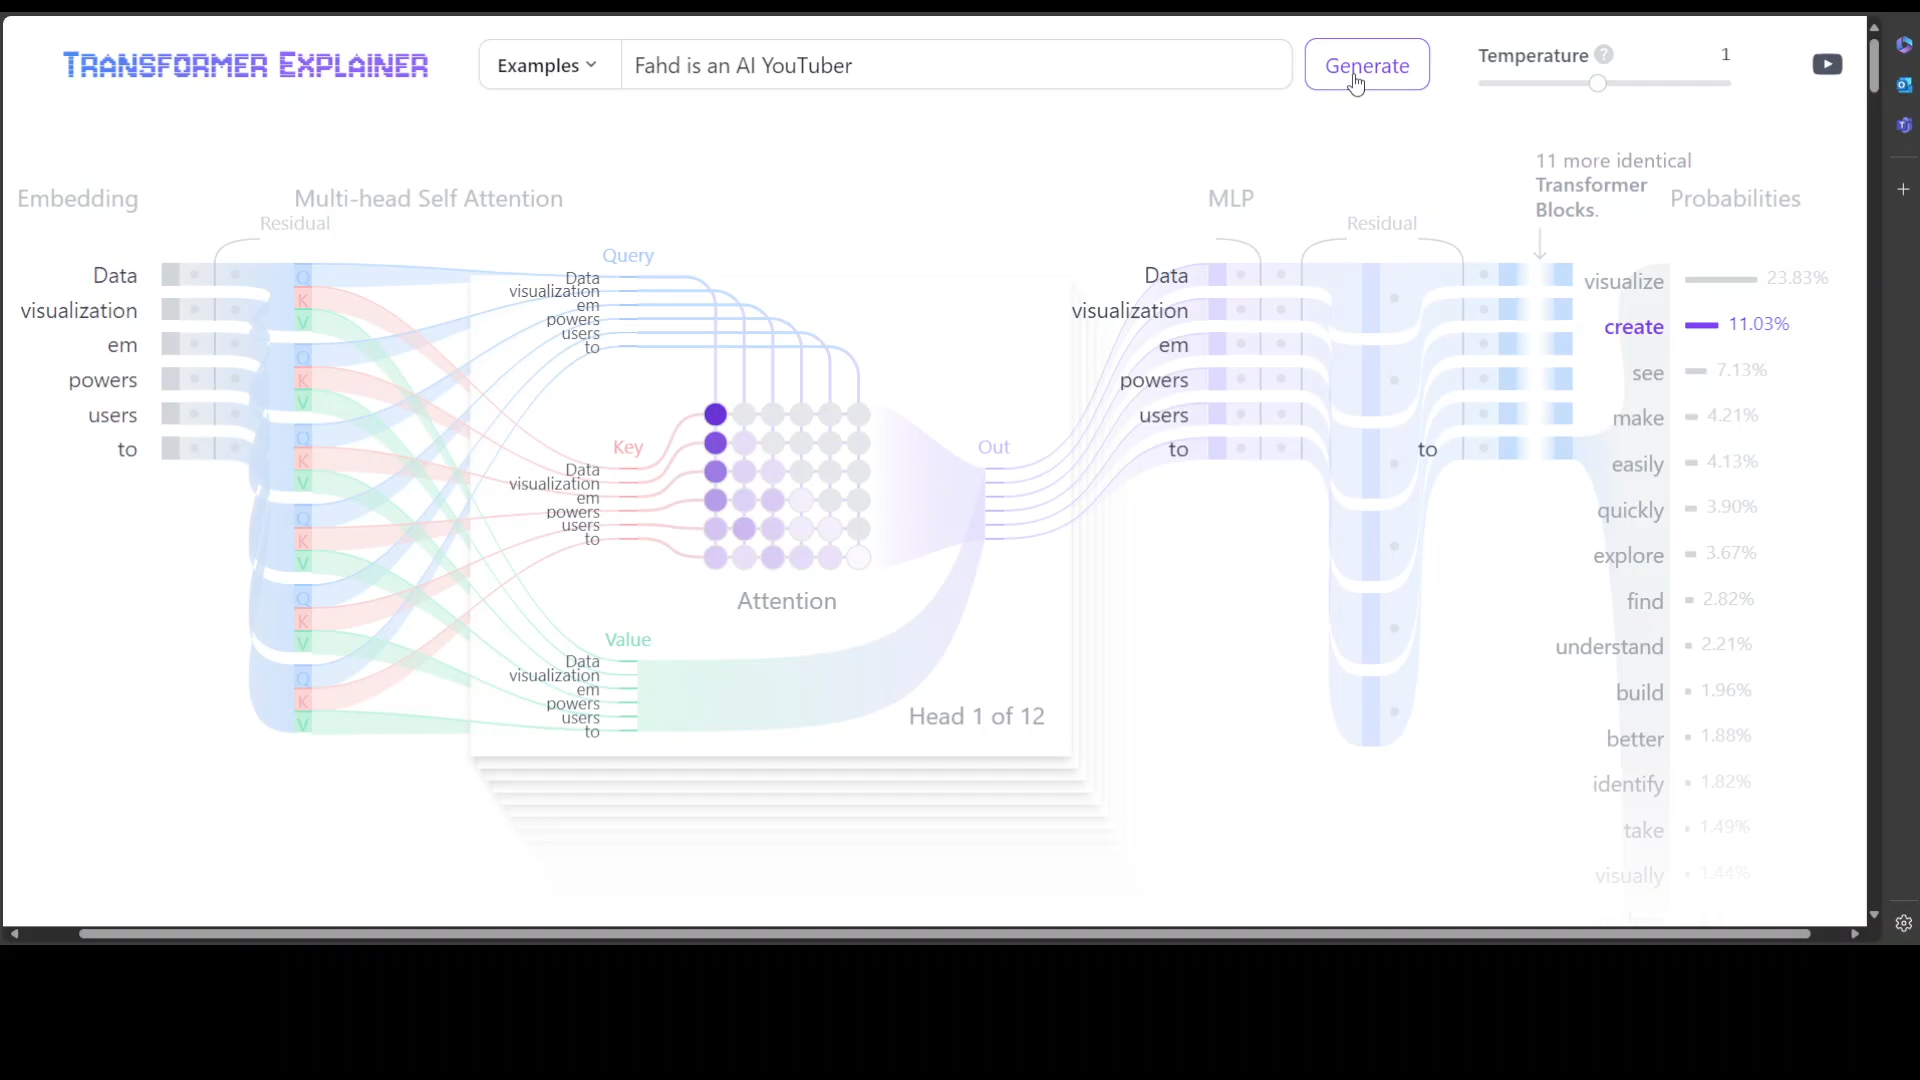 TRANSFORMER EXPLAINER
Examples
Fahd is an AI YouTuber
Generate
Temperature ?
1
11 more identical
Transformer
Blocks.
Embedding
Multi-head Self Attention
MLP
Probabilities
Residual
Residual
Data
visualization
em
powers
users
to
Q
K
V
Q
K
V
Q
K
V
Q
K
V
Q
K
V
Q
K
V
Query
Data
visualization
em
powers
users
to
Key
Data
visualization
em
powers
users
to
Attention
Value
Data
visualization
em
powers
users
to
Out
Head 1 of 12
Data
visualization
em
powers
users
to
to
visualize 23.83%
create 11.03%
see 7.13%
make 4.21%
easily 4.13%
quickly 3.90%
explore 3.67%
find 2.82%
understand 2.21%
build 1.96%
better 1.88%
identify 1.82%
take 1.49%
visually 1.44%